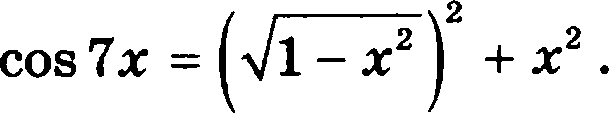 cos 7x = (√(1 − x²))² + x².